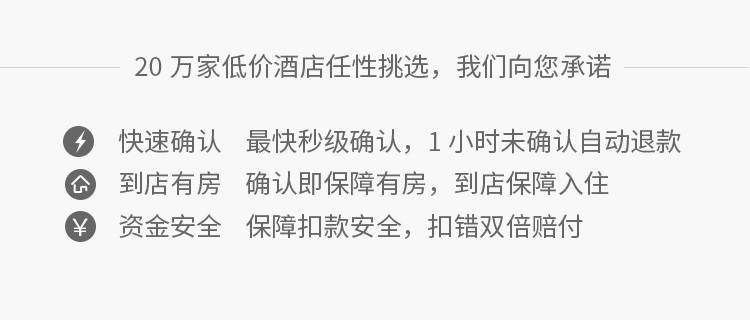 20 万家低价酒店任性挑选，我们向您承诺
快速确认 最快秒级确认，1 小时未确认自动退款
到店有房 确认即保障有房，到店保障入住
¥ 资金安全 保障扣款安全，扣错双倍赔付